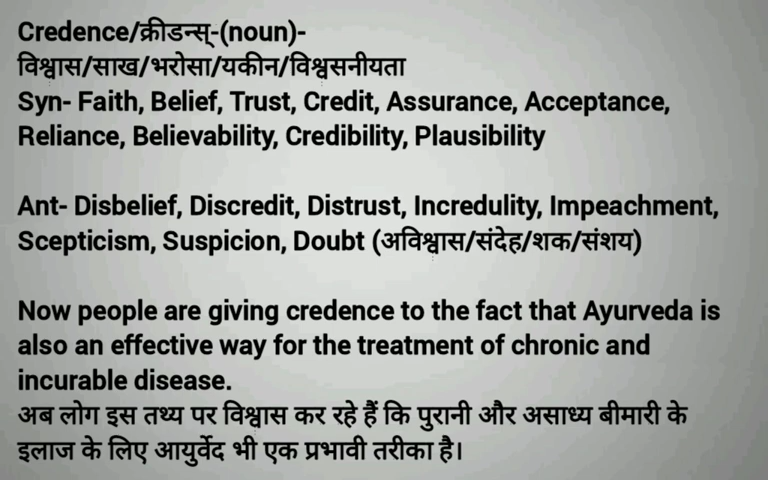 Credence/क्रीडन्स्-(noun)-
विश्वास/साख/भरोसा/यकीन/विश्वसनीयता
Syn- Faith, Belief, Trust, Credit, Assurance, Acceptance,
Reliance, Believability, Credibility, Plausibility
Ant- Disbelief, Discredit, Distrust, Incredulity, Impeachment,
Scepticism, Suspicion, Doubt (अविश्वास/संदेह/शक/संशय)
Now people are giving credence to the fact that Ayurveda is
also an effective way for the treatment of chronic and
incurable disease.
अब लोग इस तथ्य पर विश्वास कर रहे हैं कि पुरानी और असाध्य बीमारी के
इलाज के लिए आयुर्वेद भी एक प्रभावी तरीका है।